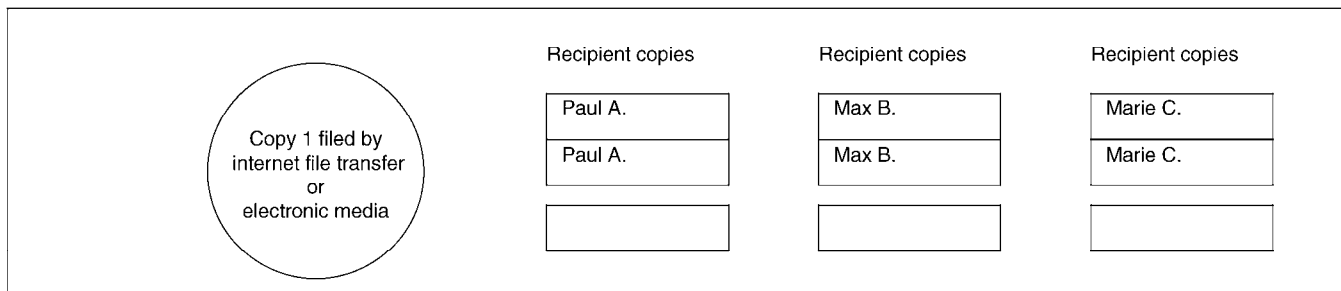 Recipient copies
Recipient copies
Recipient copies
Copy 1 filed by
internet file transfer
or
electronic media
Paul A.
Paul A.
Max B.
Max B.
Marie C.
Marie C.